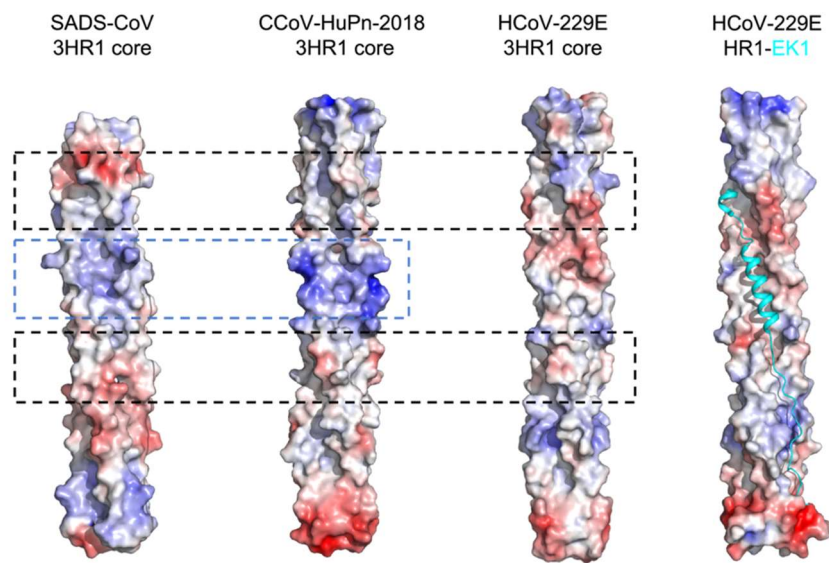 SADS-CoV
3HR1 core
CCoV-HuPn-2018
3HR1 core
HCoV-229E
3HR1 core
HCoV-229E
HR1-EK1